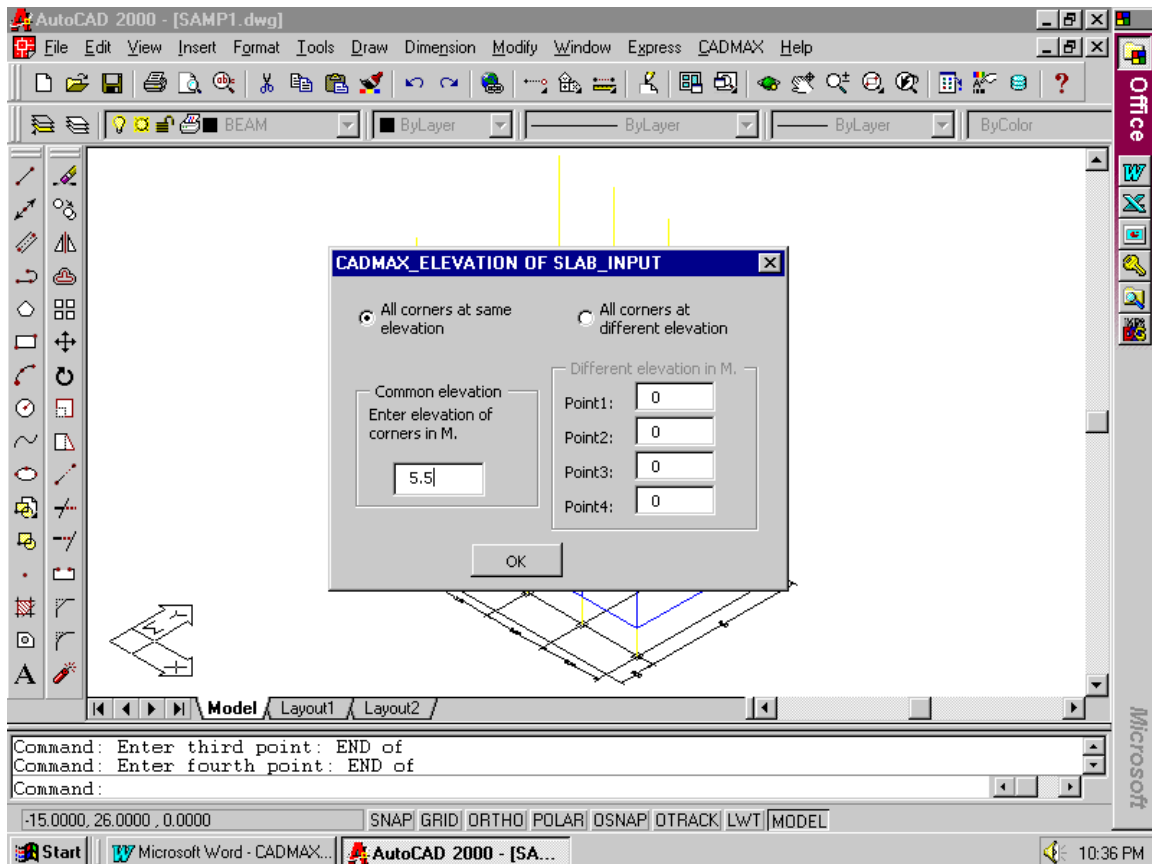 AutoCAD 2000 - [SAMP1.dwg]
File Edit View Insert Format Tools Draw Dimension Modify Window Express CADMAX Help
Office
BEAM ByLayer ByLayer ByLayer ByColor
CADMAX_ELEVATION OF SLAB_INPUT
All corners at same
elevation
All corners at
different elevation
Common elevation
Enter elevation of
corners in M.
5.5
Different elevation in M.
Point1: 0
Point2: 0
Point3: 0
Point4: 0
OK
A
Model Layout1 Layout2
Command: Enter third point: END of
Command: Enter fourth point: END of
Command:
-15.0000, 26.0000 , 0.0000 SNAP GRID ORTHO POLAR OSNAP OTRACK LWT MODEL
Microsoft
Start Microsoft Word - CADMAX... AutoCAD 2000 - [SA... 10:36 PM